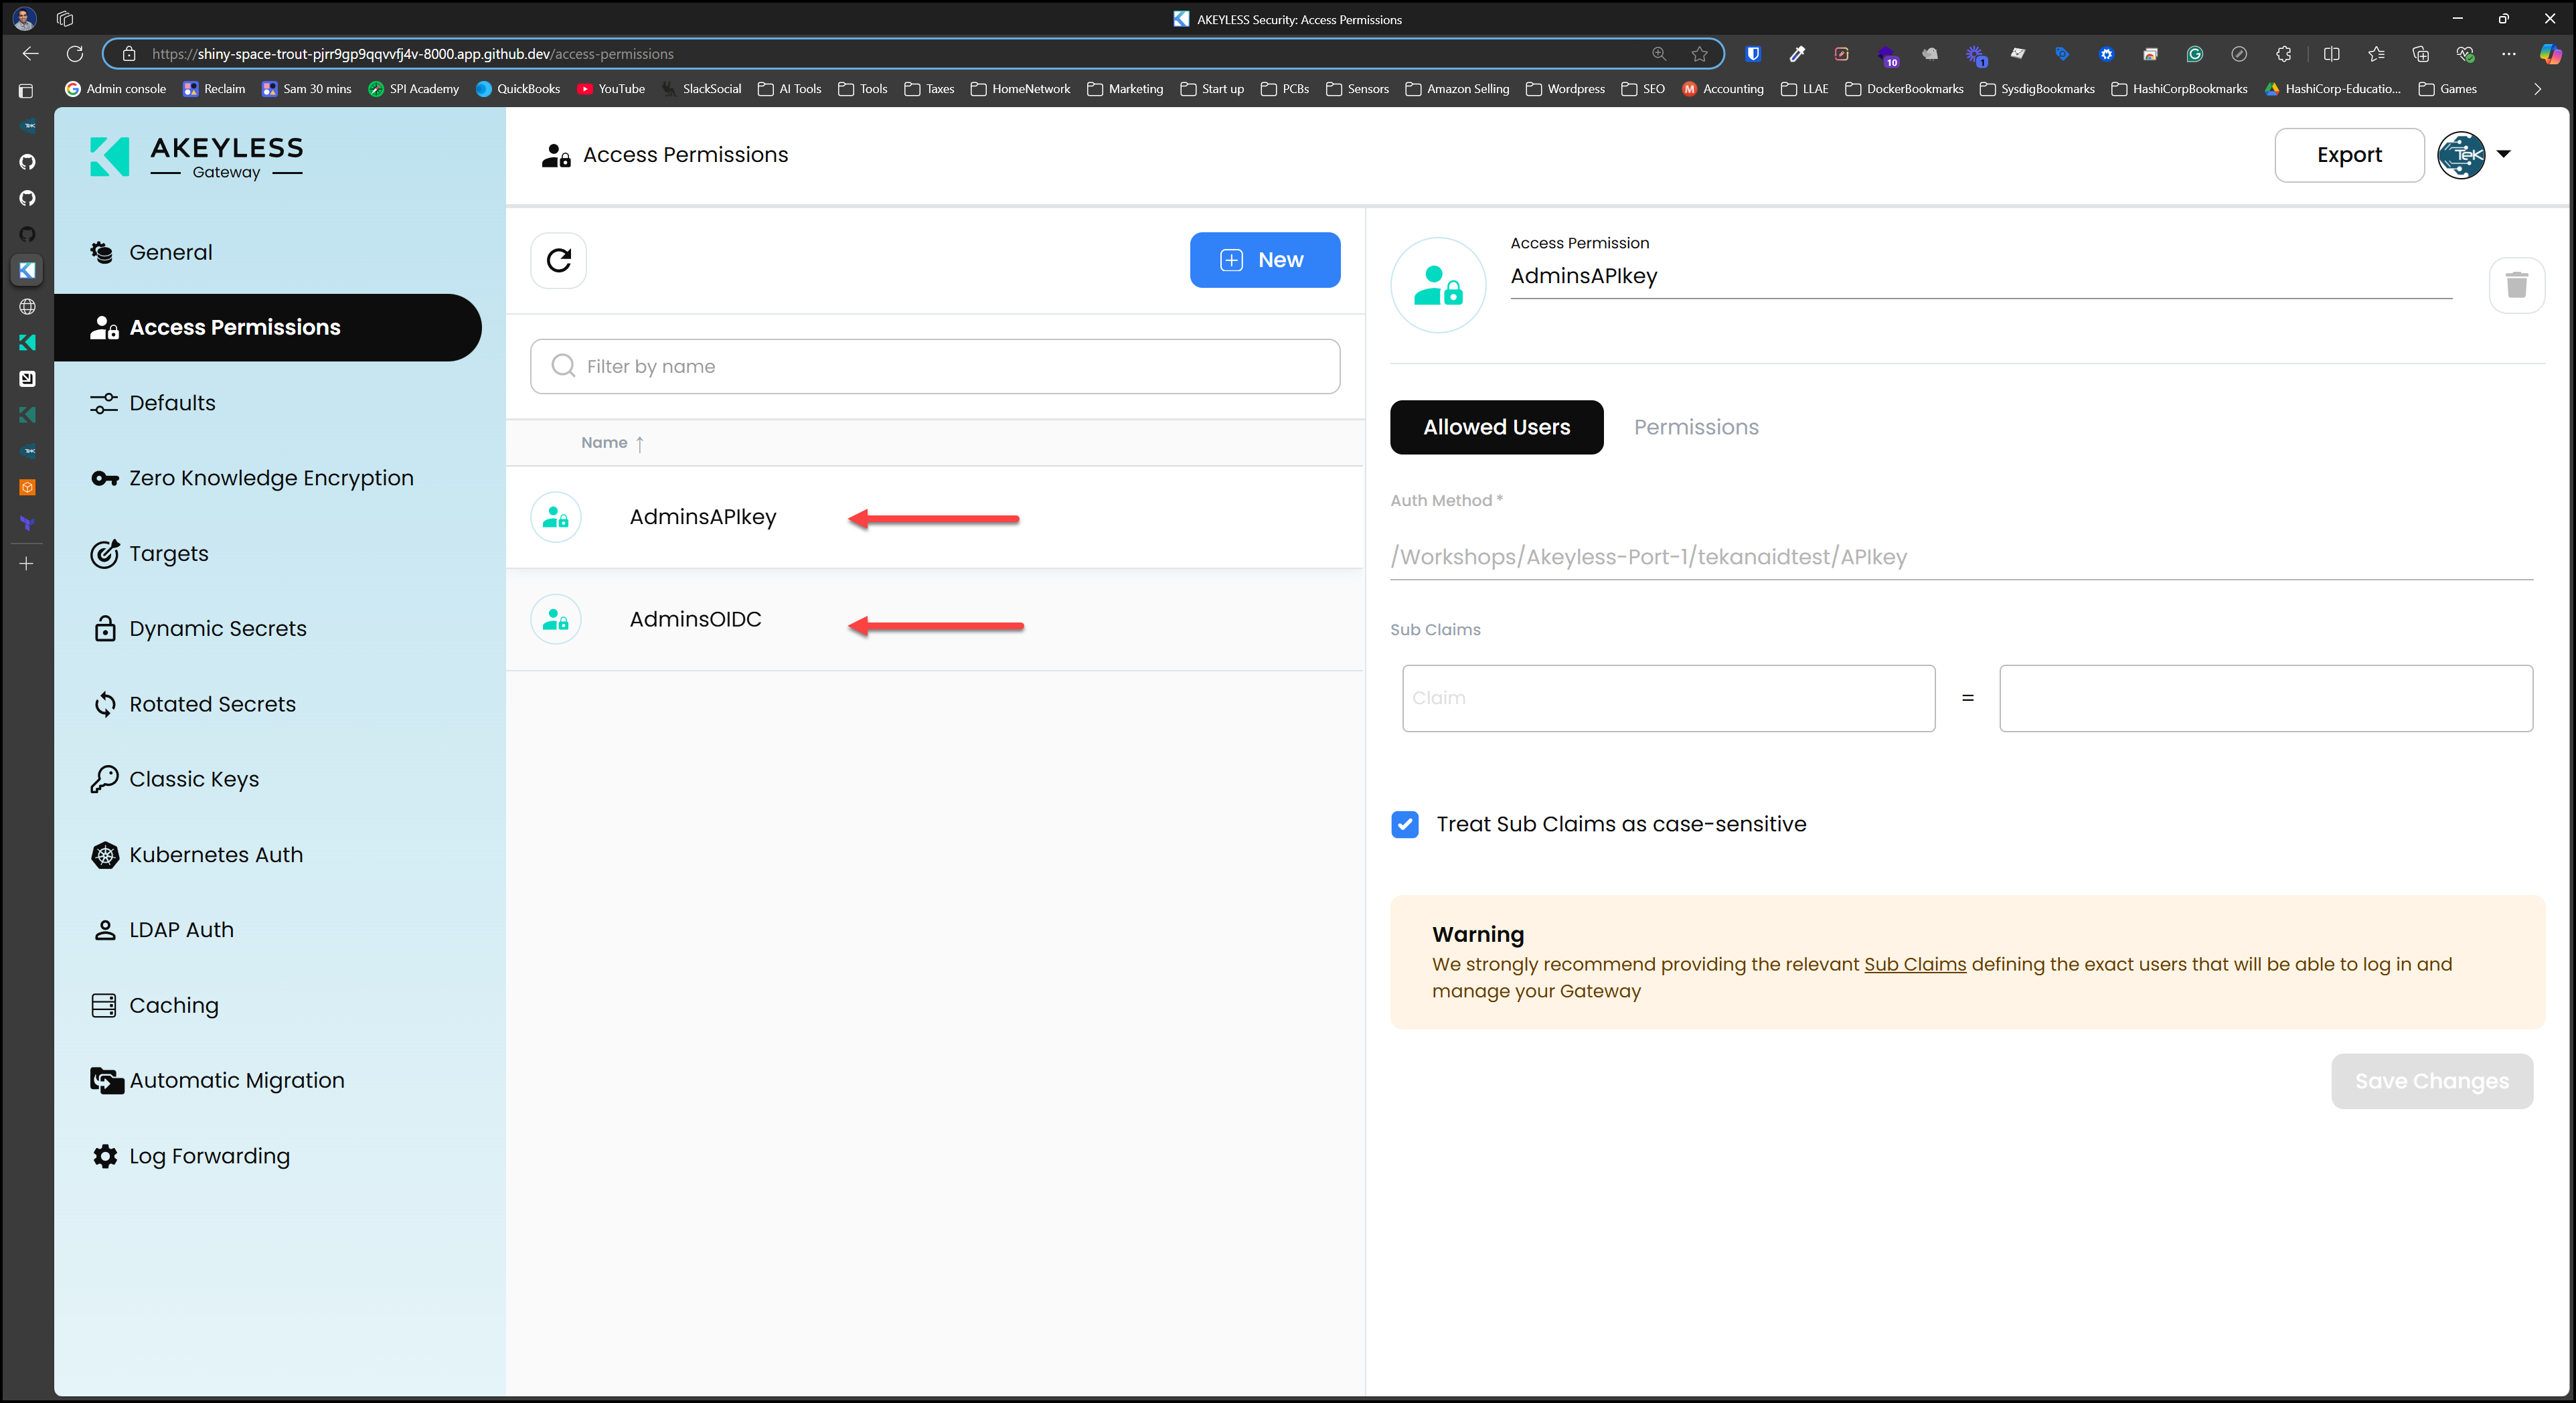 AKEYLESS Security: Access Permissions
https://shiny-space-trout-pjrr9gp9qqvvfj4v-8000.app.github.dev/access-permissions
10
1
Admin console
Reclaim
Sam 30 mins
SPI Academy
QuickBooks
YouTube
SlackSocial
AI Tools
Tools
Taxes
HomeNetwork
Marketing
Start up
PCBs
Sensors
Amazon Selling
Wordpress
SEO
Accounting
LLAE
DockerBookmarks
SysdigBookmarks
HashiCorpBookmarks
HashiCorp-Educatio...
Games
AKEYLESS
Gateway
General
Access Permissions
Defaults
Zero Knowledge Encryption
Targets
Dynamic Secrets
Rotated Secrets
Classic Keys
Kubernetes Auth
LDAP Auth
Caching
Automatic Migration
Log Forwarding
Access Permissions
Export
Tek
New
Filter by name
Name ↑
AdminsAPIkey
AdminsOIDC
Access Permission
AdminsAPIkey
Allowed Users
Permissions
Auth Method *
/Workshops/Akeyless-Port-1/tekanaidtest/APIkey
Sub Claims
Claim
=
Treat Sub Claims as case-sensitive
Warning
We strongly recommend providing the relevant Sub Claims defining the exact users that will be able to log in and
manage your Gateway
Save Changes